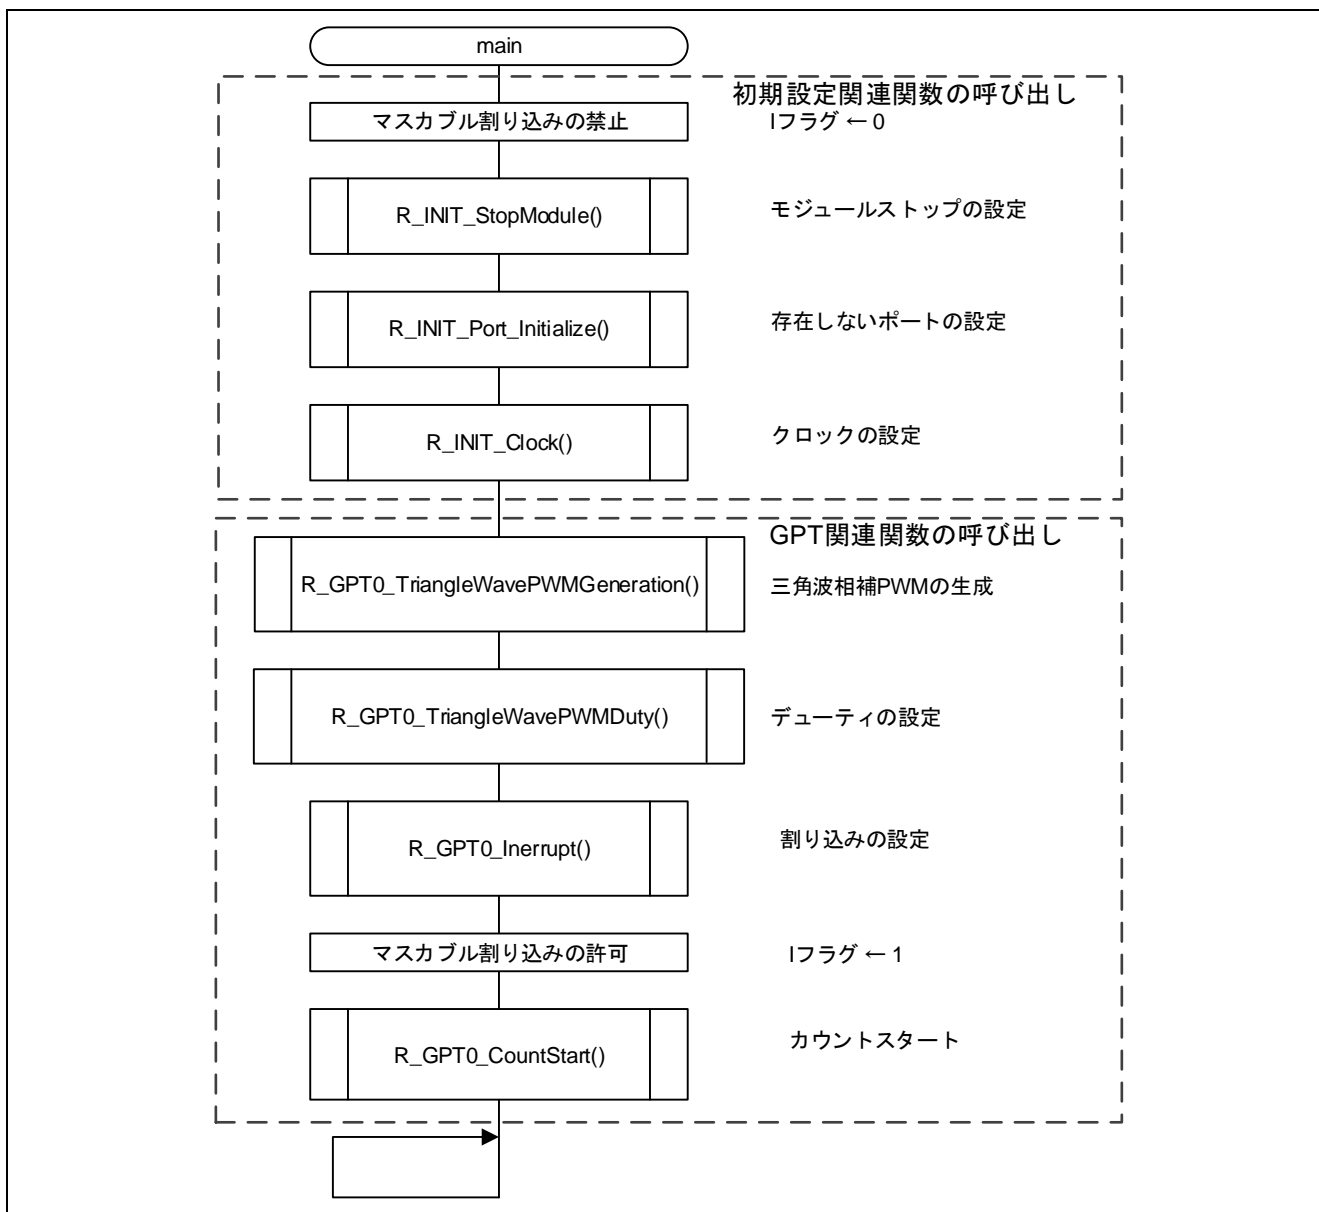 main
初期設定関連関数の呼び出し
マスカブル割り込みの禁止
Iフラグ ← 0
R_INIT_StopModule()
モジュールストップの設定
R_INIT_Port_Initialize()
存在しないポートの設定
R_INIT_Clock()
クロックの設定
GPT関連関数の呼び出し
R_GPT0_TriangleWavePWMGeneration()
三角波相補PWMの生成
R_GPT0_TriangleWavePWMDuty()
デューティの設定
R_GPT0_Inerrupt()
割り込みの設定
マスカブル割り込みの許可
Iフラグ ← 1
R_GPT0_CountStart()
カウントスタート